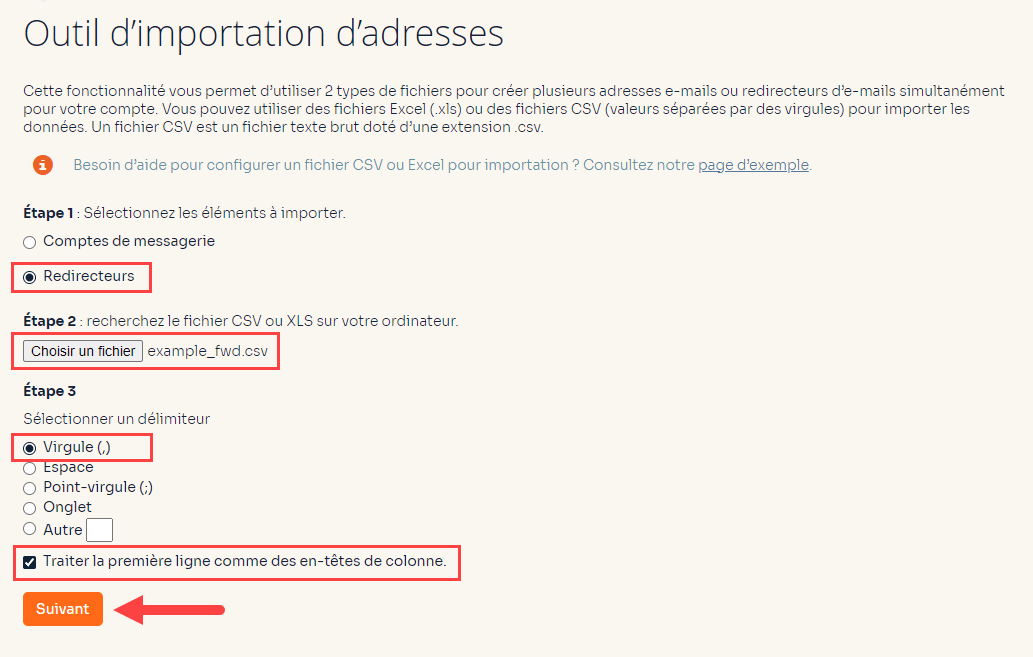 Outil d’importation d’adresses
Cette fonctionnalité vous permet d’utiliser 2 types de fichiers pour créer plusieurs adresses e-mails ou redirecteurs d’e-mails simultanément
pour votre compte. Vous pouvez utiliser des fichiers Excel (.xls) ou des fichiers CSV (valeurs séparées par des virgules) pour importer les
données. Un fichier CSV est un fichier texte brut doté d’une extension .csv.
Besoin d’aide pour configurer un fichier CSV ou Excel pour importation ? Consultez notre page d’exemple.
Étape 1 : Sélectionnez les éléments à importer.
Comptes de messagerie
Redirecteurs
Étape 2 : recherchez le fichier CSV ou XLS sur votre ordinateur.
Choisir un fichier example_fwd.csv
Étape 3
Sélectionner un délimiteur
Virgule (,)
Espace
Point-virgule (;)
Onglet
Autre
Traiter la première ligne comme des en-têtes de colonne.
Suivant